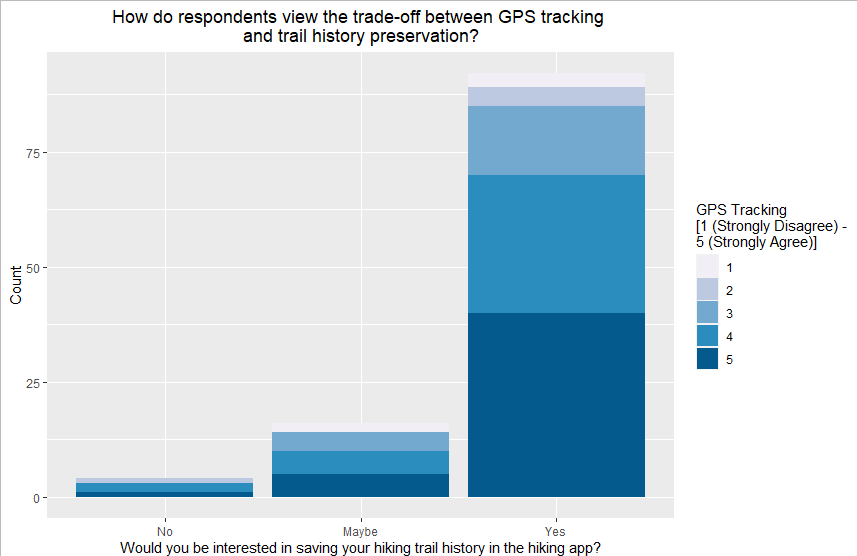 How do respondents view the trade-off between GPS tracking
and trail history preservation?
Count
75
50
25
0
No
Maybe
Yes
Would you be interested in saving your hiking trail history in the hiking app?
GPS Tracking
[1 (Strongly Disagree) -
5 (Strongly Agree)]
1
2
3
4
5